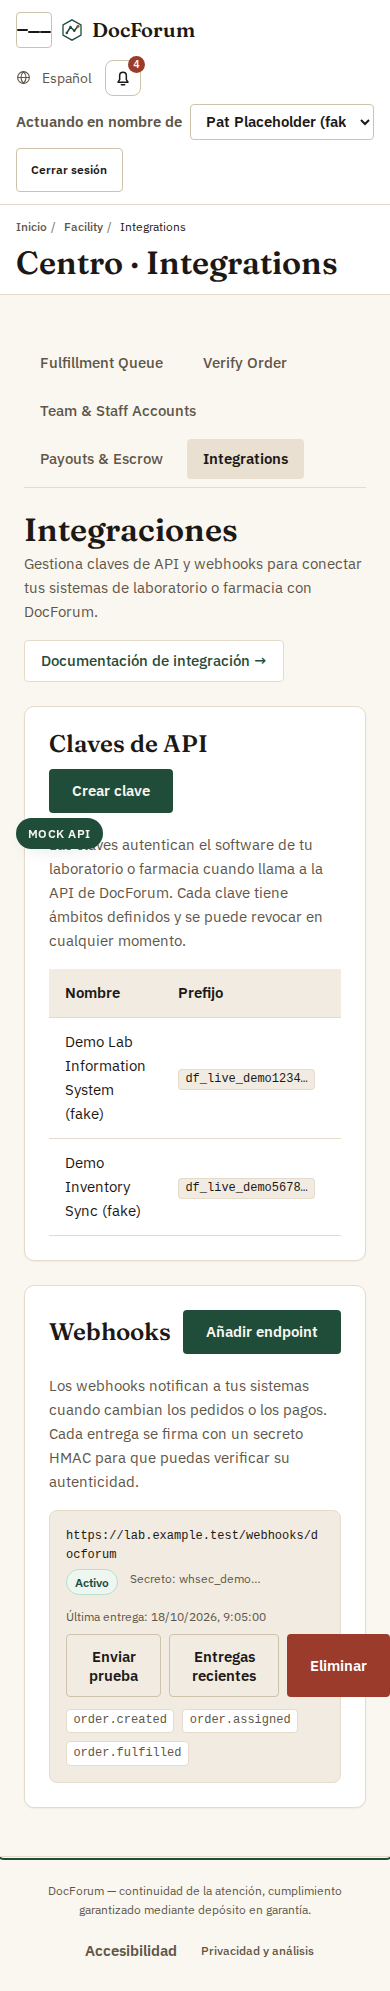 DocForum
Español
4
Actuando en nombre de
Pat Placeholder (fak
Cerrar sesión
Inicio / Facility / Integrations
Centro · Integrations
Fulfillment Queue Verify Order
Team & Staff Accounts
Payouts & Escrow Integrations
Integraciones
Gestiona claves de API y webhooks para conectar
tus sistemas de laboratorio o farmacia con
DocForum.
Documentación de integración →
Claves de API
Crear clave
MOCK API
claves autentican el software de tu
laboratorio o farmacia cuando llama a la
API de DocForum. Cada clave tiene
ámbitos definidos y se puede revocar en
cualquier momento.
Nombre Prefijo
Demo Lab
Information
System
(fake)
df_live_demo1234…
Demo
Inventory
Sync (fake)
df_live_demo5678…
Webhooks
Añadir endpoint
Los webhooks notifican a tus sistemas
cuando cambian los pedidos o los pagos.
Cada entrega se firma con un secreto
HMAC para que puedas verificar su
autenticidad.
https://lab.example.test/webhooks/d
ocforum
Activo Secreto: whsec_demo…
Última entrega: 18/10/2026, 9:05:00
Enviar
prueba
Entregas
recientes
Eliminar
order.created order.assigned
order.fulfilled
DocForum — continuidad de la atención, cumplimiento
garantizado mediante depósito en garantía.
Accesibilidad Privacidad y análisis